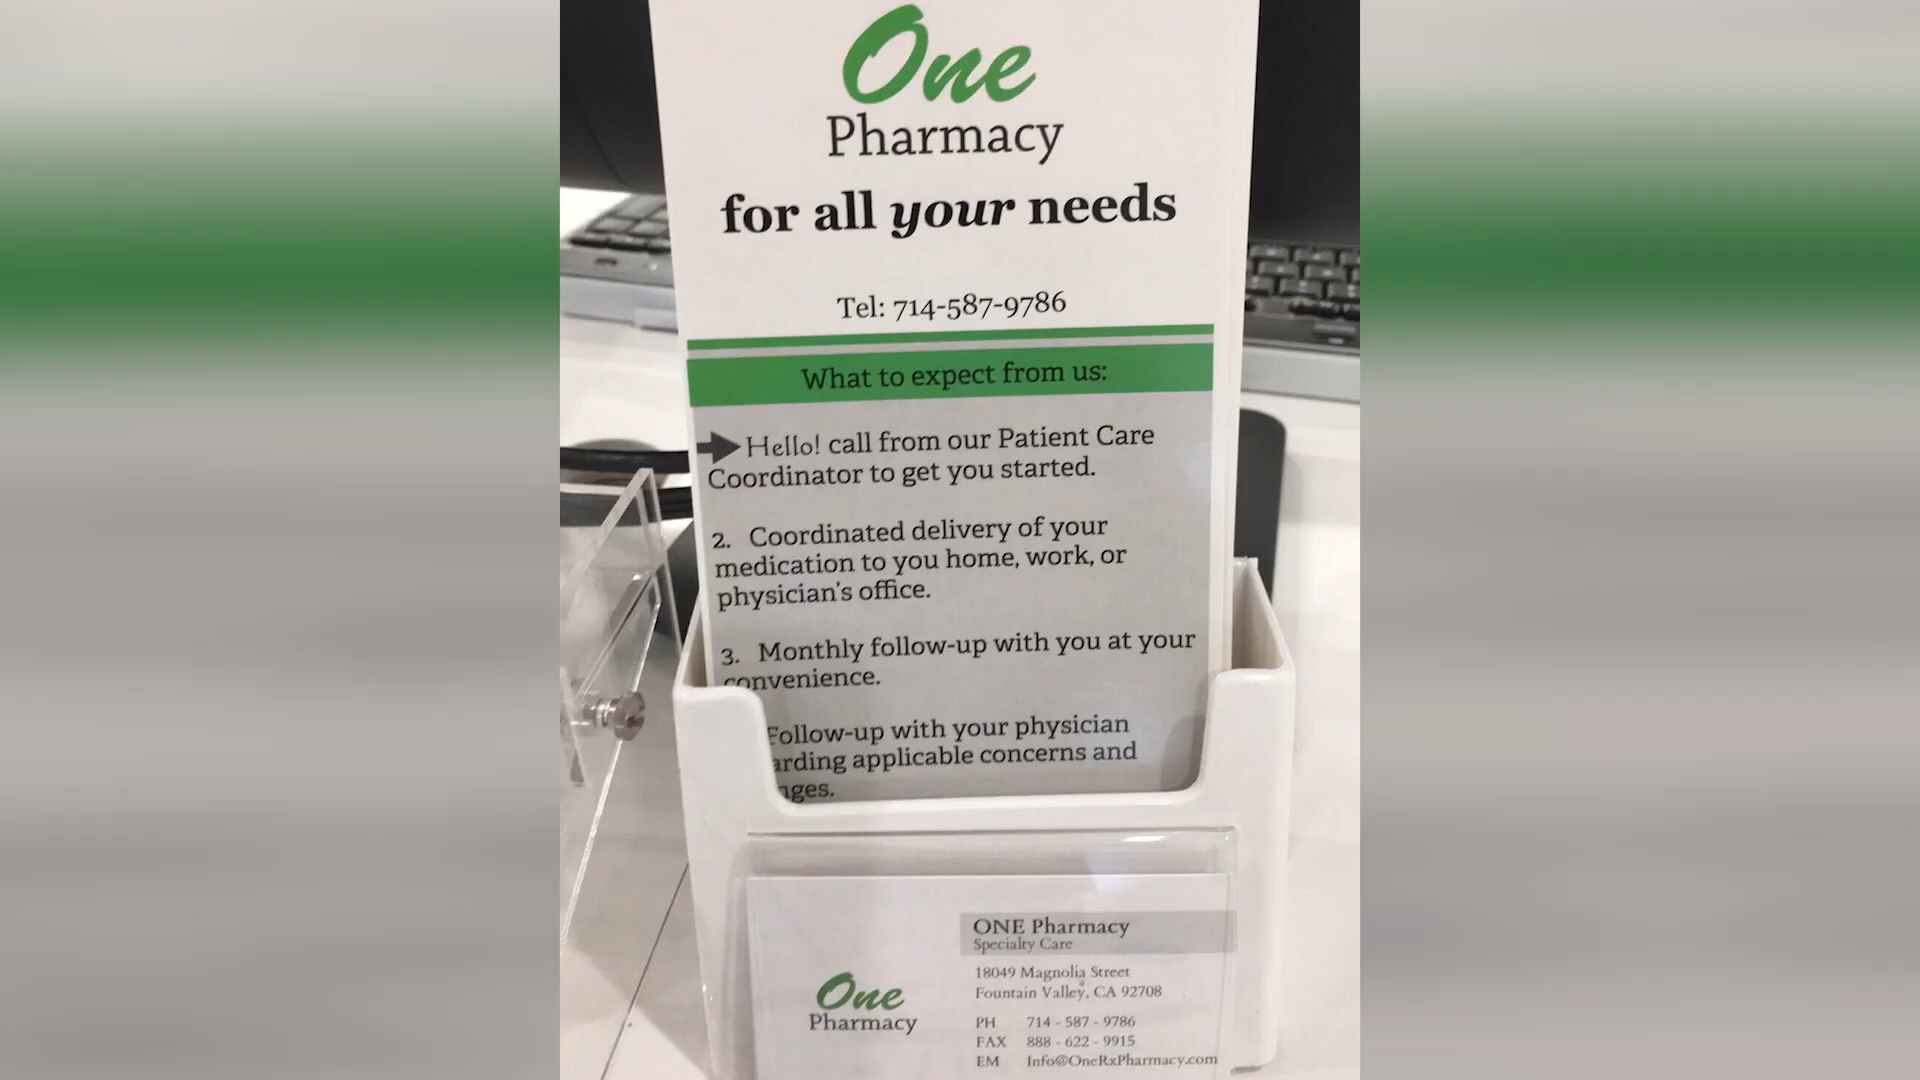 One
Pharmacy
for all your needs
Tel: 714-587-9786
What to expect from us:
Hello! call from our Patient Care
Coordinator to get you started.
2. Coordinated delivery of your
medication to you home, work, or
physician's office.
3. Monthly follow-up with you at your
convenience.
Follow-up with your physician
arding applicable concerns and
nges.
ONE Pharmacy
Specialty Care
18049 Magnolia Street
Fountain Valley, CA 92708
One
Pharmacy
PH 714 - 587 - 9786
FAX 888 - 622 - 9915
EM Info@OneRxPharmacy.com